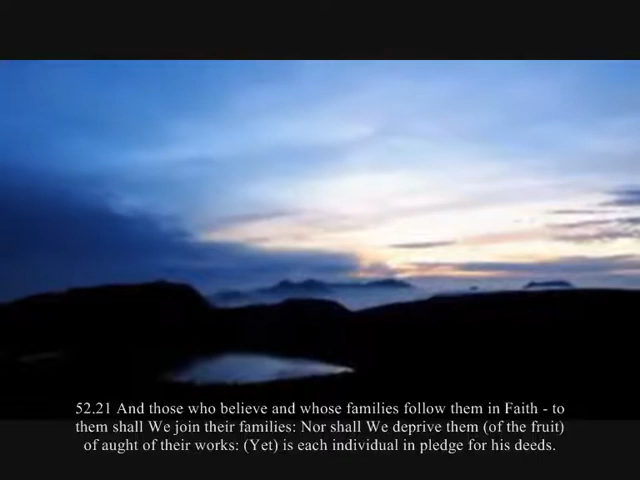 52.21 And those who believe and whose families follow them in Faith - to
them shall We join their families: Nor shall We deprive them (of the fruit)
of aught of their works: (Yet) is each individual in pledge for his deeds.